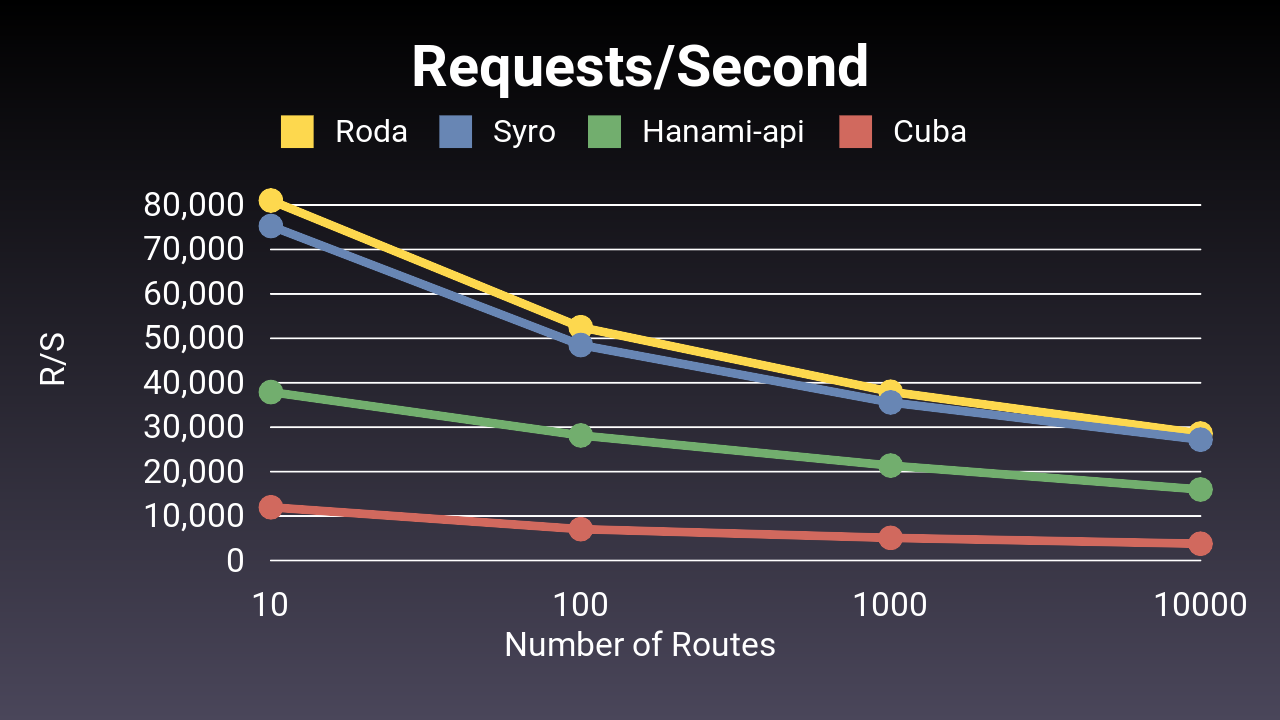 Requests/Second
Roda Syro Hanami-api Cuba
80,000
70,000
60,000
50,000
40,000
30,000
20,000
10,000
0
R/S
10 100 1000 10000
Number of Routes